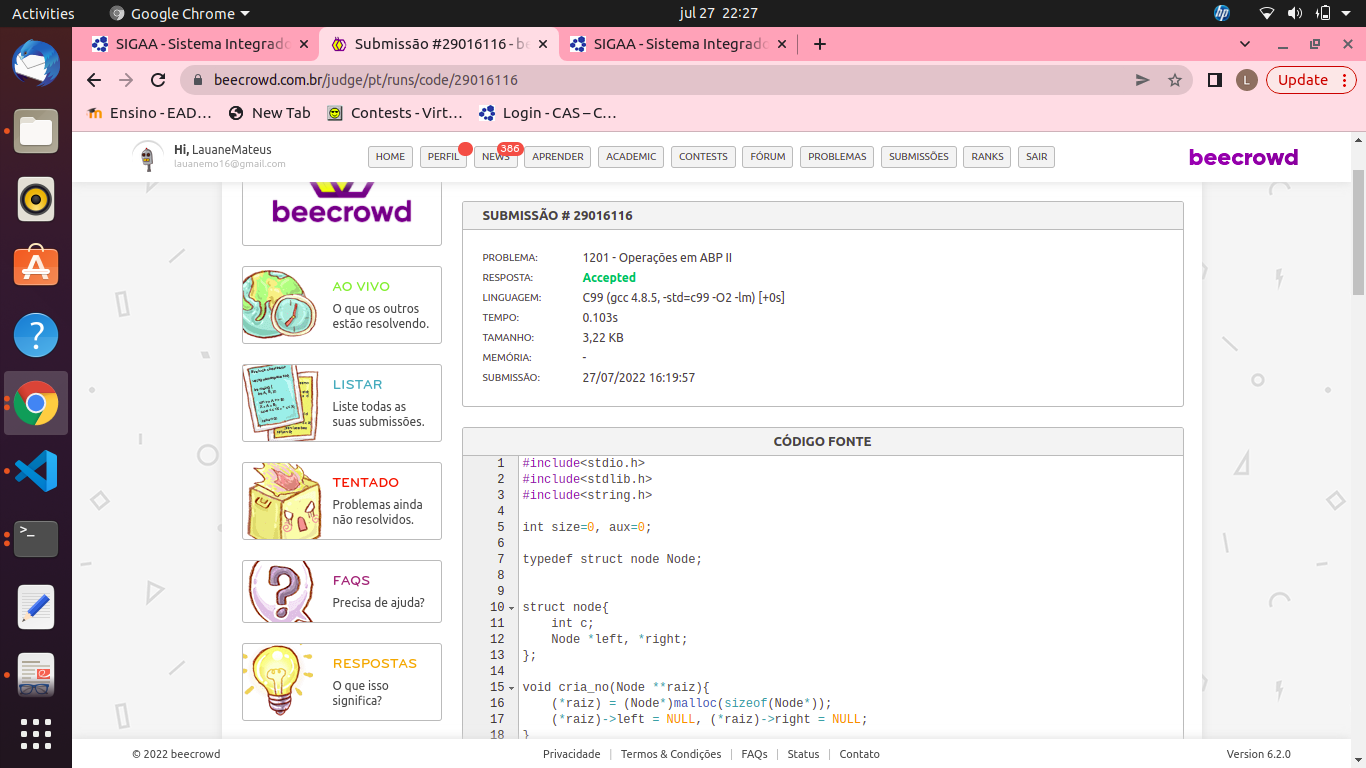 Activities
Google Chrome
jul 27 22:27
SIGAA - Sistema Integrado
Submissão #29016116 - be
SIGAA - Sistema Integrado
beecrowd.com.br/judge/pt/runs/code/29016116
L
Update
Ensino - EAD…
New Tab
Contests - Virt…
Login - CAS – C…
Hi, LauaneMateus
lauanemo16@gmail.com
HOME
PERFIL
NEWS
386
APRENDER
ACADEMIC
CONTESTS
FÓRUM
PROBLEMAS
SUBMISSÕES
RANKS
SAIR
beecrowd
beecrowd
AO VIVO
O que os outros
estão resolvendo.
LISTAR
Liste todas as
suas submissões.
TENTADO
Problemas ainda
não resolvidos.
FAQS
Precisa de ajuda?
RESPOSTAS
O que isso
significa?
SUBMISSÃO # 29016116
PROBLEMA: 1201 - Operações em ABP II
RESPOSTA: Accepted
LINGUAGEM: C99 (gcc 4.8.5, -std=c99 -O2 -lm) [+0s]
TEMPO: 0.103s
TAMANHO: 3,22 KB
MEMÓRIA: -
SUBMISSÃO: 27/07/2022 16:19:57
CÓDIGO FONTE
1 #include<stdio.h>
2 #include<stdlib.h>
3 #include<string.h>
4
5 int size=0, aux=0;
6
7 typedef struct node Node;
8
9
10 struct node{
11 int c;
12 Node *left, *right;
13 };
14
15 void cria_no(Node **raiz){
16 (*raiz) = (Node*)malloc(sizeof(Node*));
17 (*raiz)->left = NULL, (*raiz)->right = NULL;
18 }
© 2022 beecrowd
Privacidade | Termos & Condições | FAQs | Status | Contato
Version 6.2.0